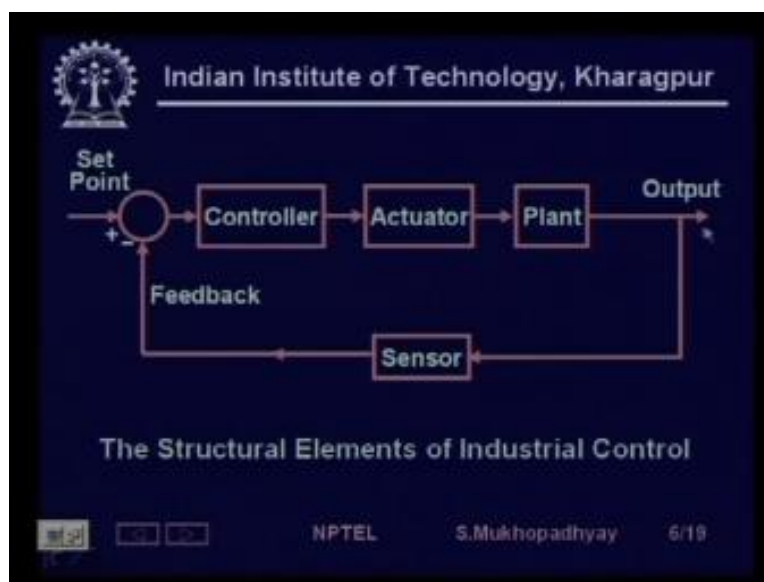 Indian Institute of Technology, Kharagpur
Set
Point
Output
+
−
Controller
Actuator
Plant
Feedback
Sensor
The Structural Elements of Industrial Control
NPTEL
S.Mukhopadhyay
6/19